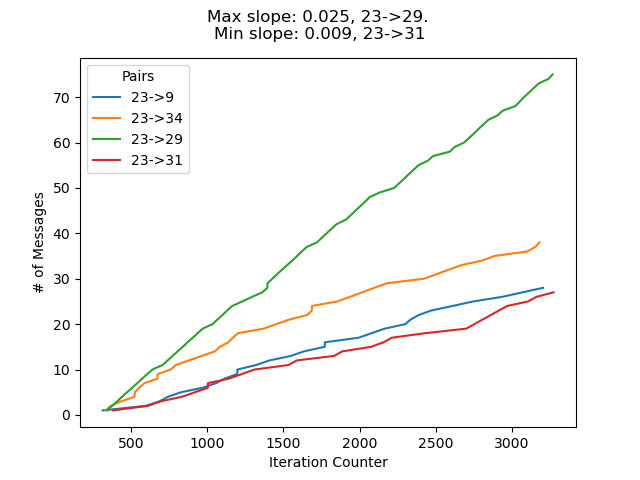 Max slope: 0.025, 23->29.
Min slope: 0.009, 23->31
Pairs
23->9
23->34
23->29
23->31
# of Messages
70
60
50
40
30
20
10
0
500 1000 1500 2000 2500 3000
Iteration Counter